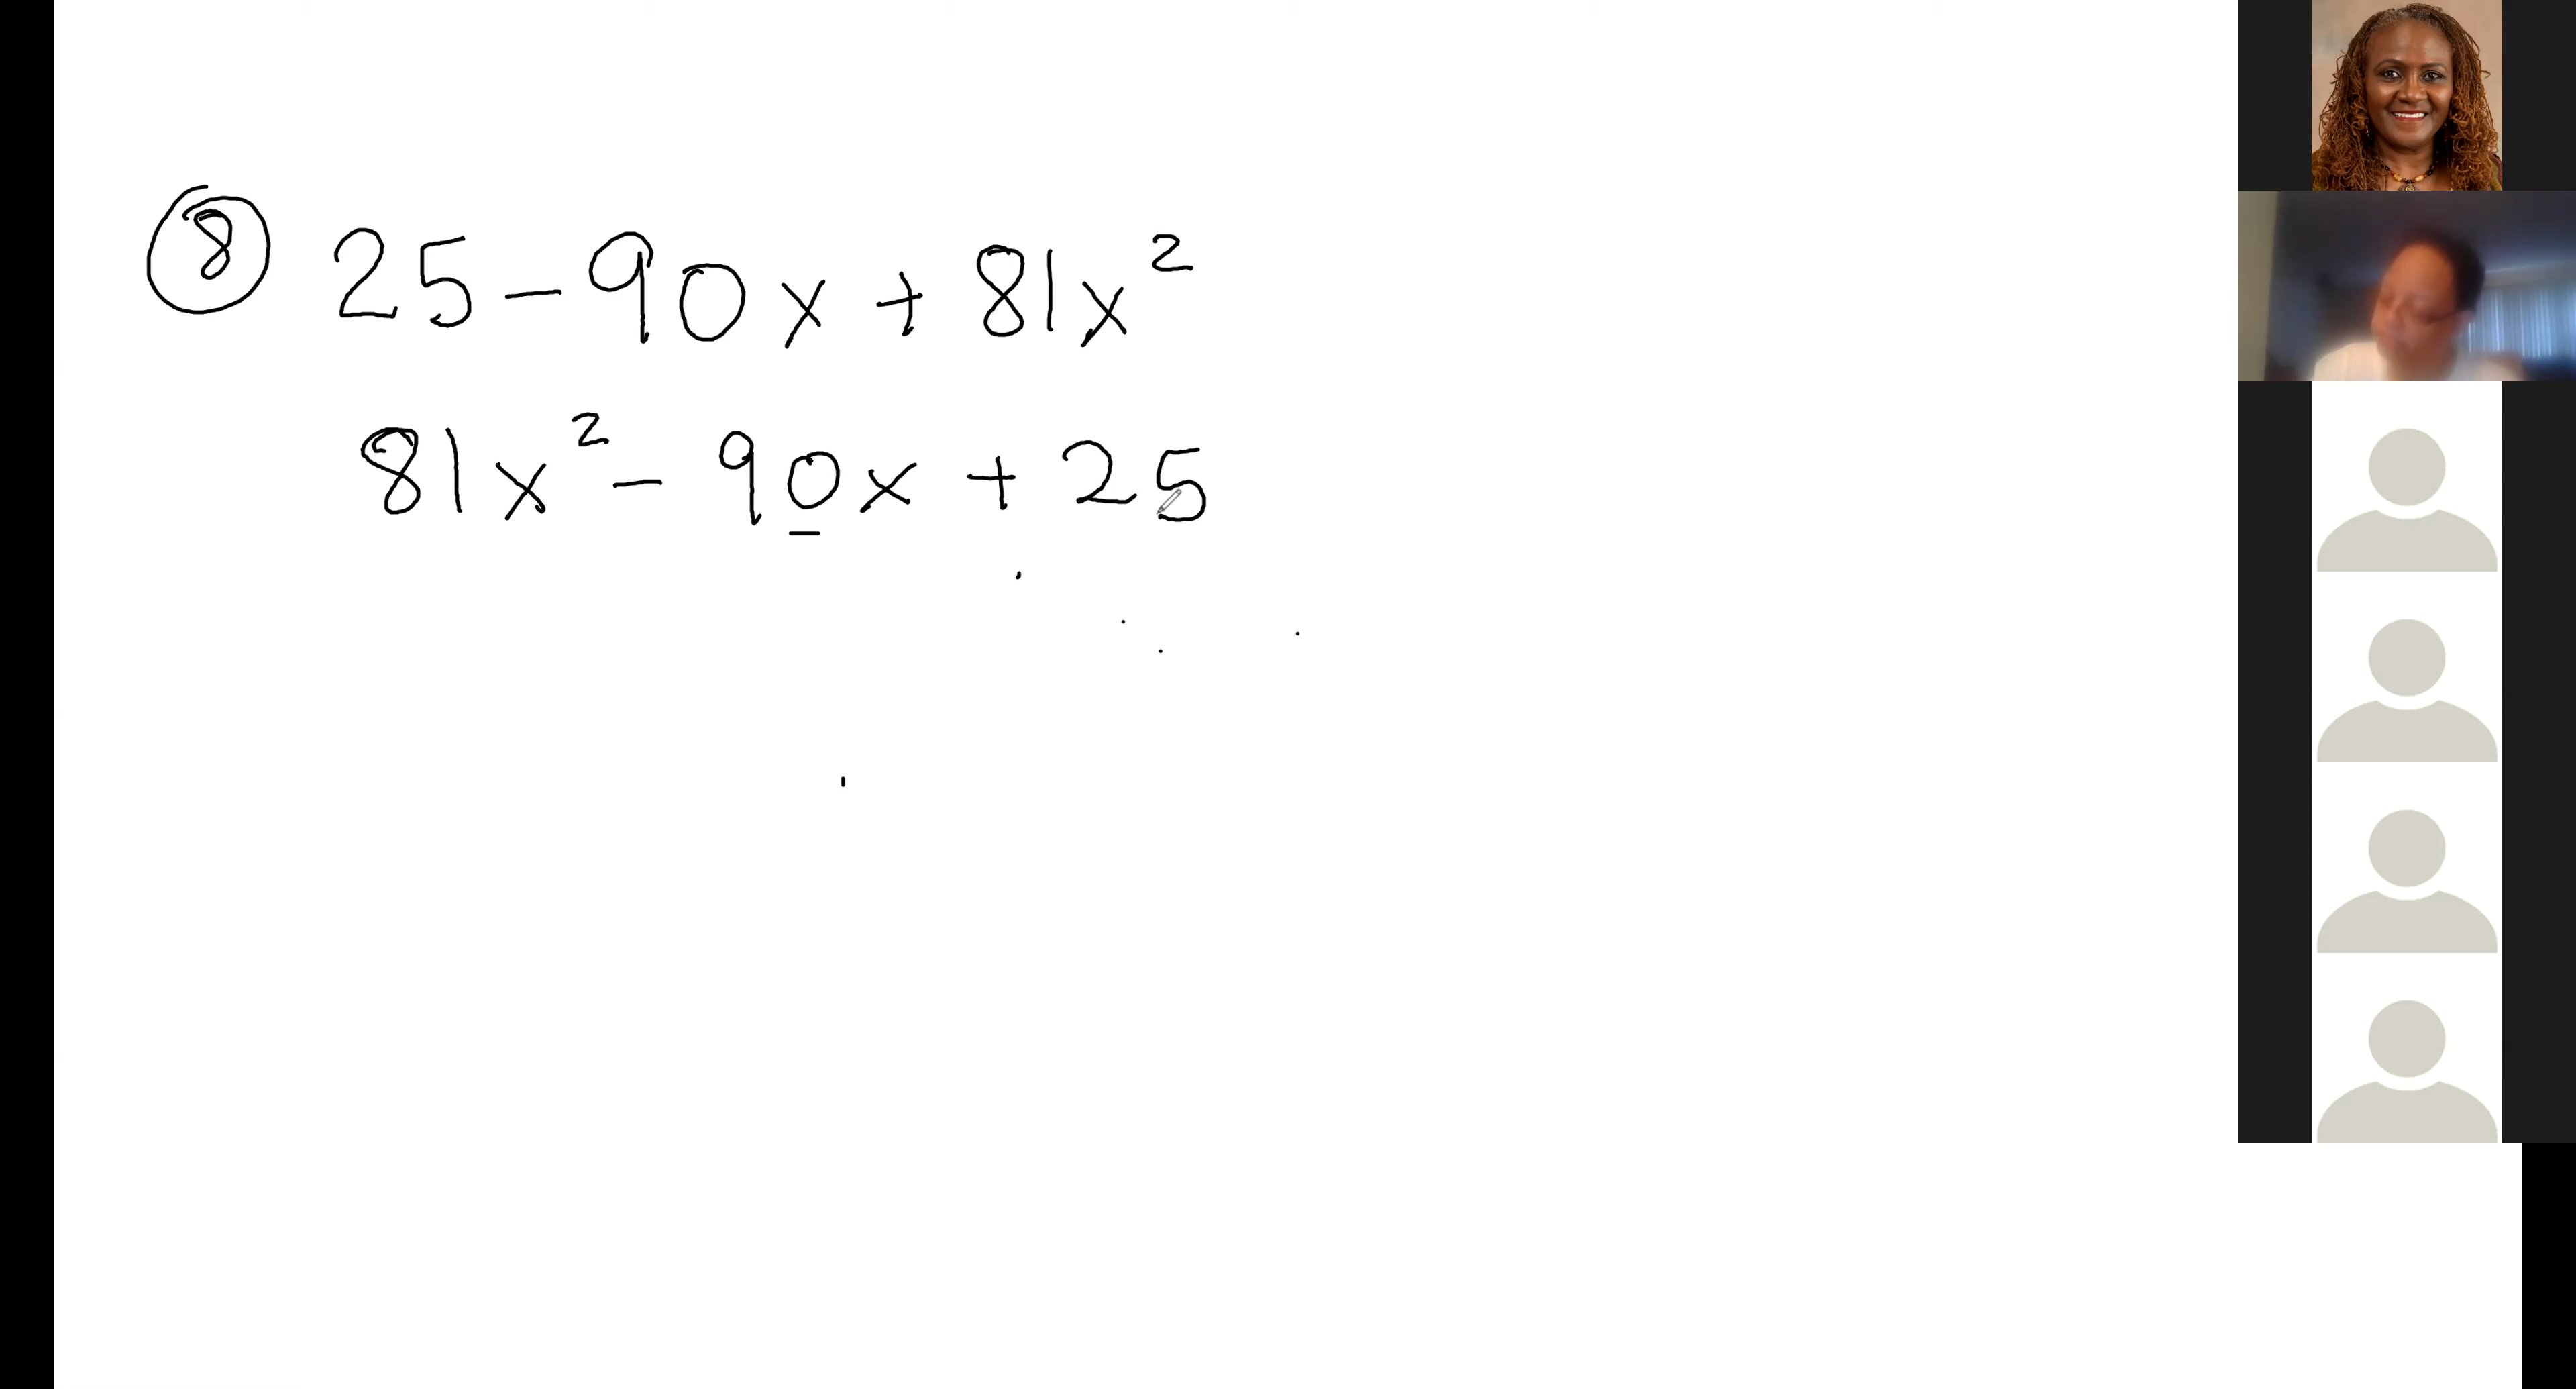 8 25 - 90x + 81x²
81x² - 90x + 25